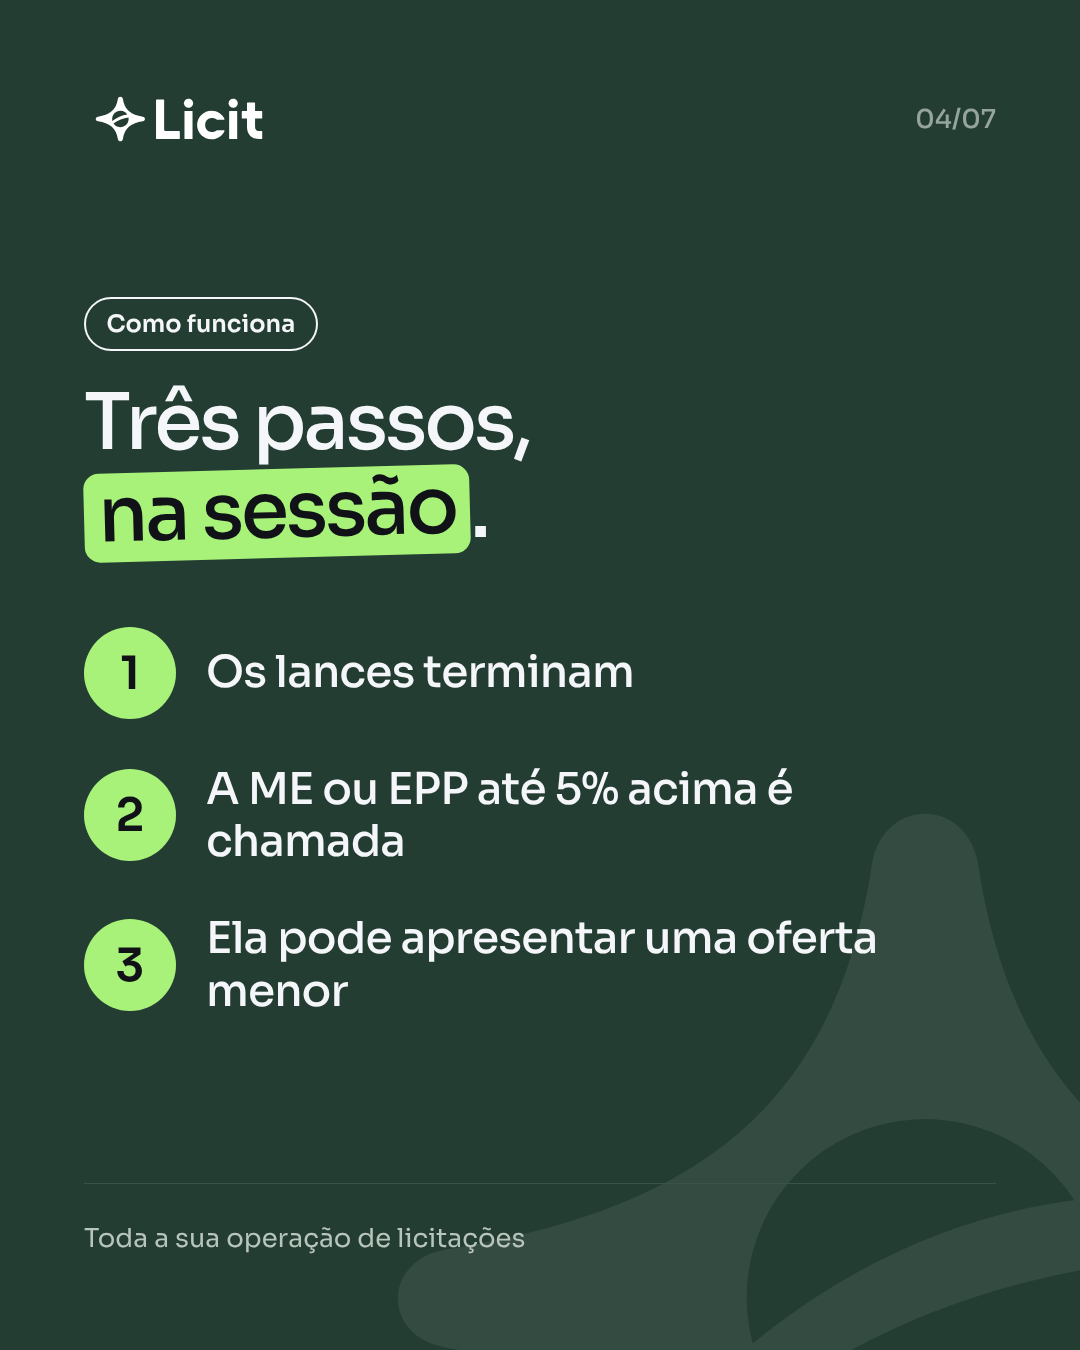 Licit
04/07
Como funciona
Três passos,
na sessão.
1
Os lances terminam
2
A ME ou EPP até 5% acima é
chamada
3
Ela pode apresentar uma oferta
menor
Toda a sua operação de licitações